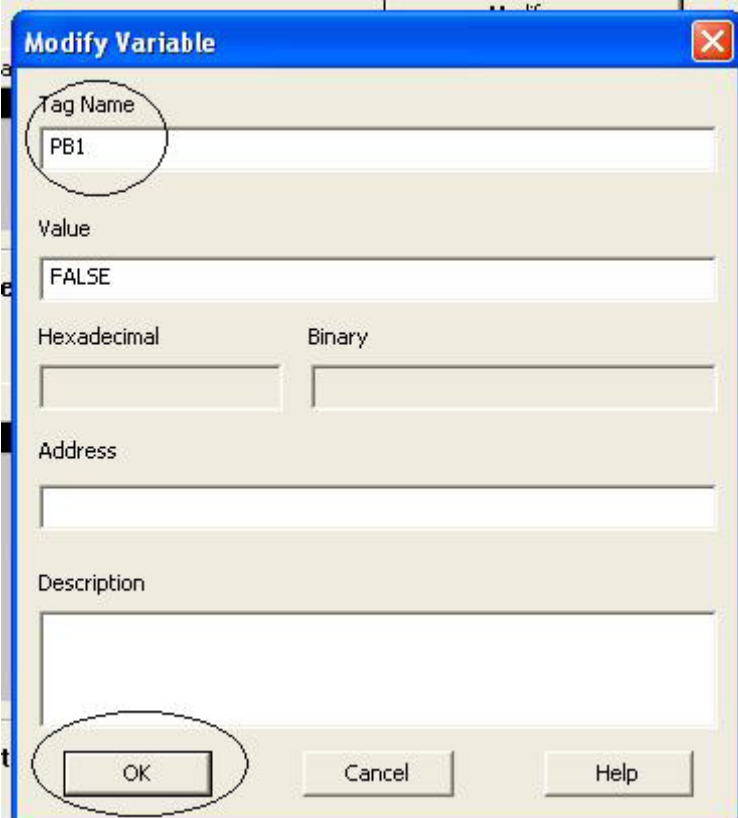 Modify Variable
Tag Name
PB1
Value
FALSE
Hexadecimal Binary
Address
Description
OK Cancel Help